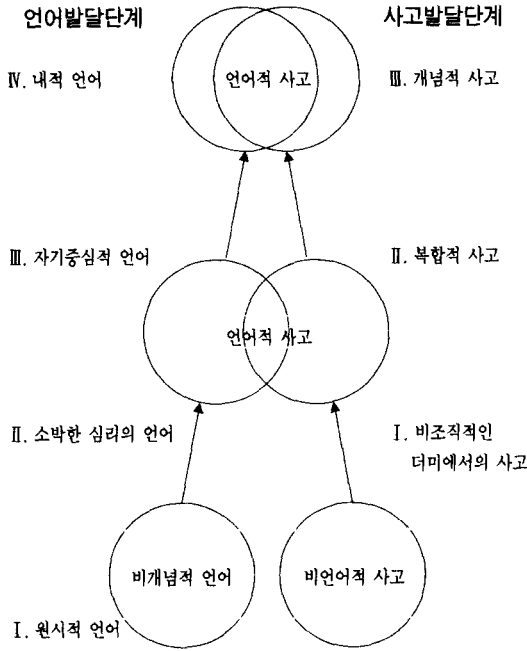 언어발달단계
사고발달단계
Ⅳ. 내적 언어
언어적 사고
Ⅲ. 개념적 사고
Ⅲ. 자기중심적 언어
Ⅱ. 복합적 사고
언어적 사고
Ⅱ. 소박한 심리의 언어
Ⅰ. 비조직적인
더미에서의 사고
비개념적 언어
비언어적 사고
Ⅰ. 원시적 언어